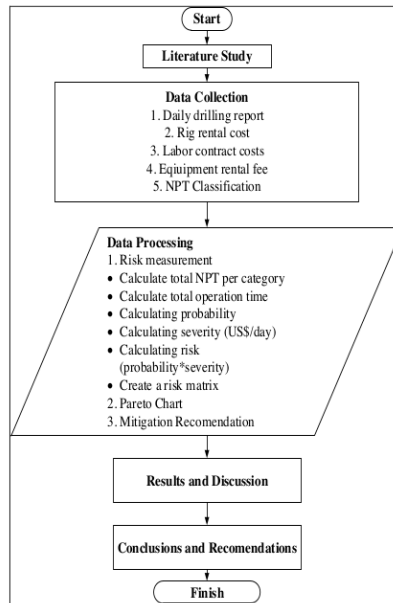 Start
Literature Study
Data Collection
1. Daily drilling report
2. Rig rental cost
3. Labor contract costs
4. Eqiuipment rental fee
5. NPT Classification
Data Processing
1. Risk measurement
• Calculate total NPT per category
• Calculate total operation time
• Calculating probability
• Calculating severity (US$/day)
• Calculating risk
(probability*severity)
• Create a risk matrix
2. Pareto Chart
3. Mitigation Recomendation
Results and Discussion
Conclusions and Recomendations
Finish